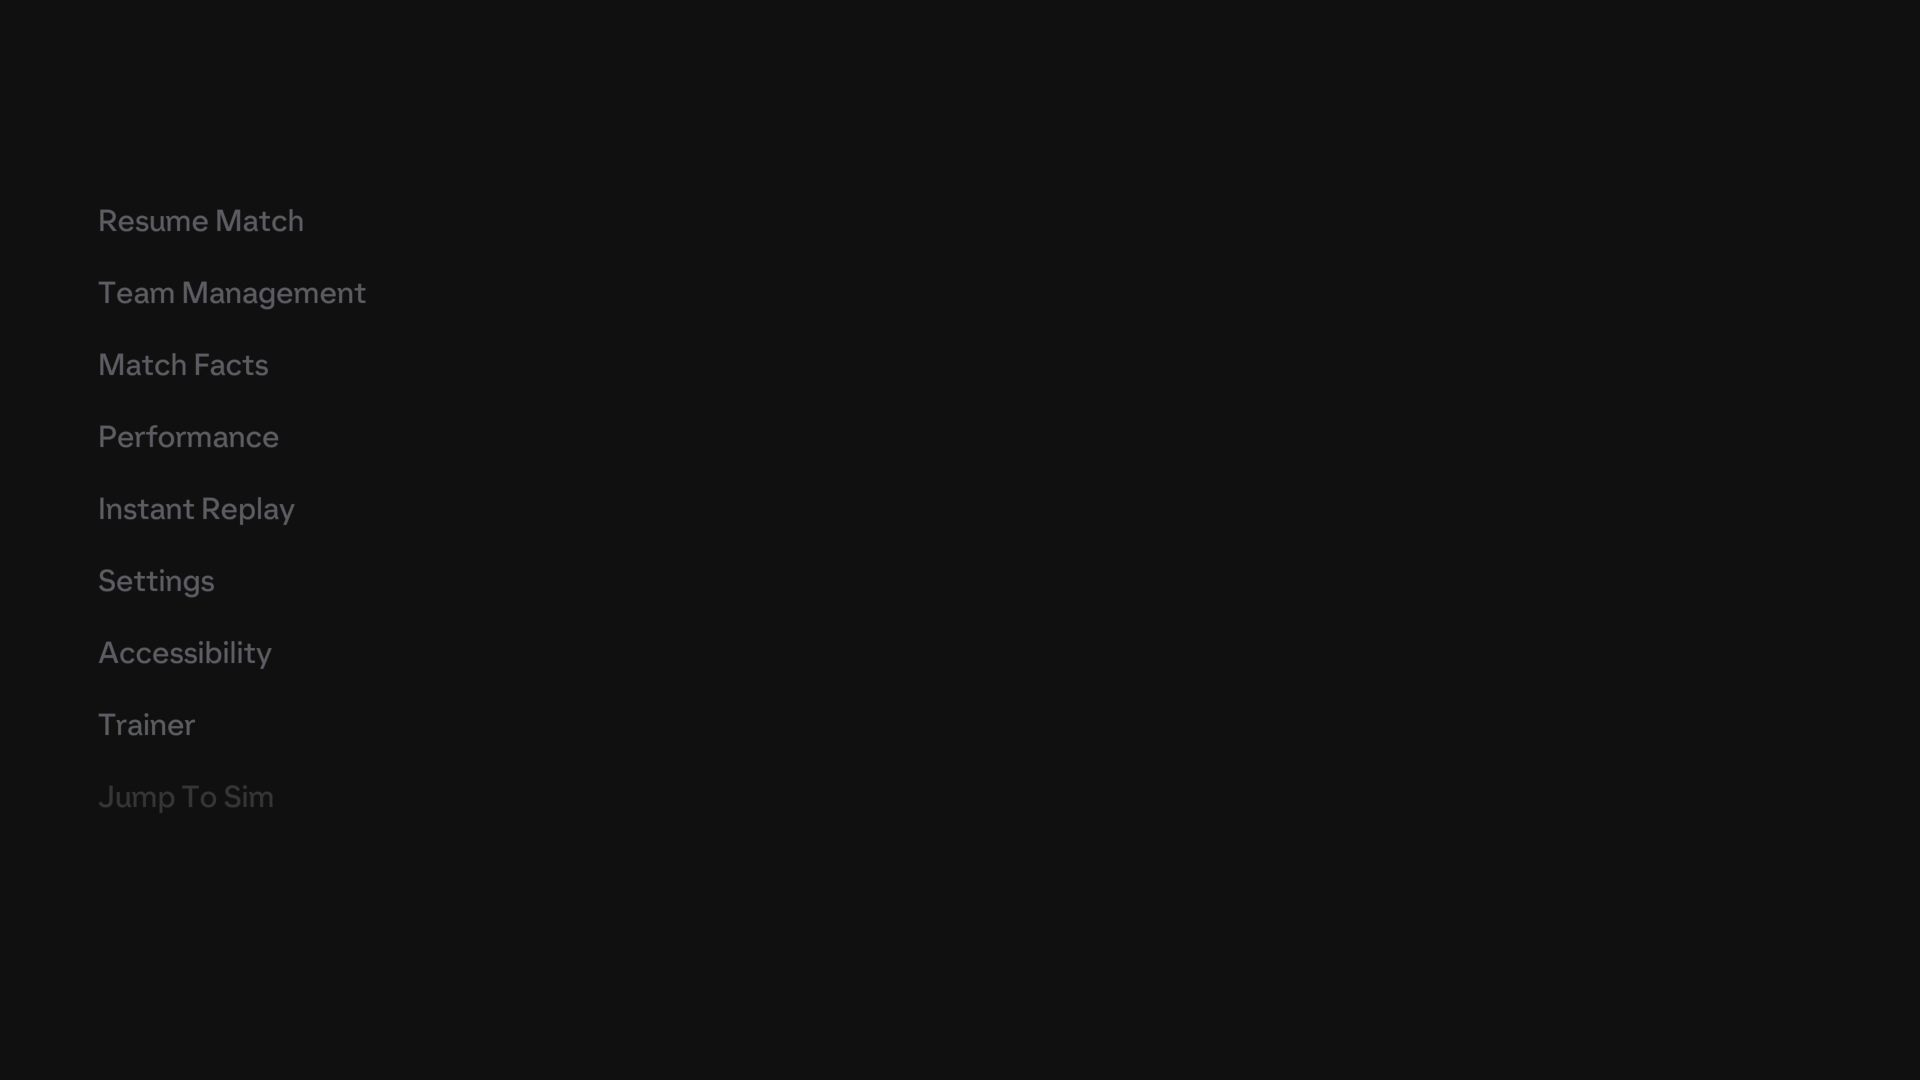 Resume Match
Team Management
Match Facts
Performance
Instant Replay
Settings
Accessibility
Trainer
Jump To Sim